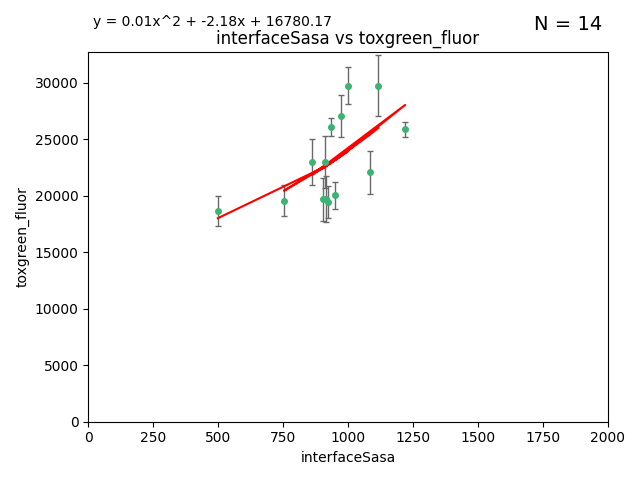 y = 0.01x^2 + -2.18x + 16780.17
N = 14
interfaceSasa vs toxgreen_fluor
30000
25000
20000
15000
10000
5000
0
toxgreen_fluor
0 250 500 750 1000 1250 1500 1750 2000
interfaceSasa